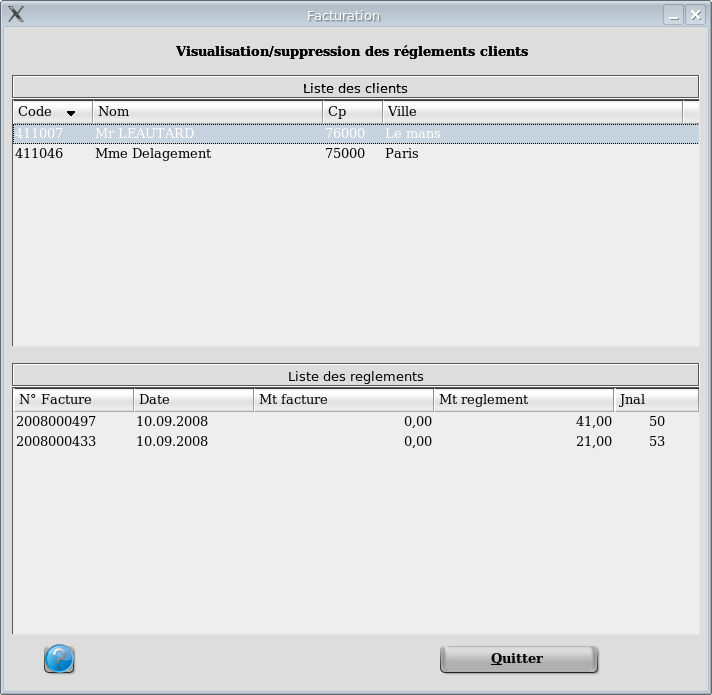 Facturation
Visualisation/suppression des réglements clients
Liste des clients
Code Nom Cp Ville
411007 Mr LEAUTARD 76000 Le mans
411046 Mme Delagement 75000 Paris
Liste des reglements
N° Facture Date Mt facture Mt reglement Jnal
2008000497 10.09.2008 0,00 41,00 50
2008000433 10.09.2008 0,00 21,00 53
? Quitter